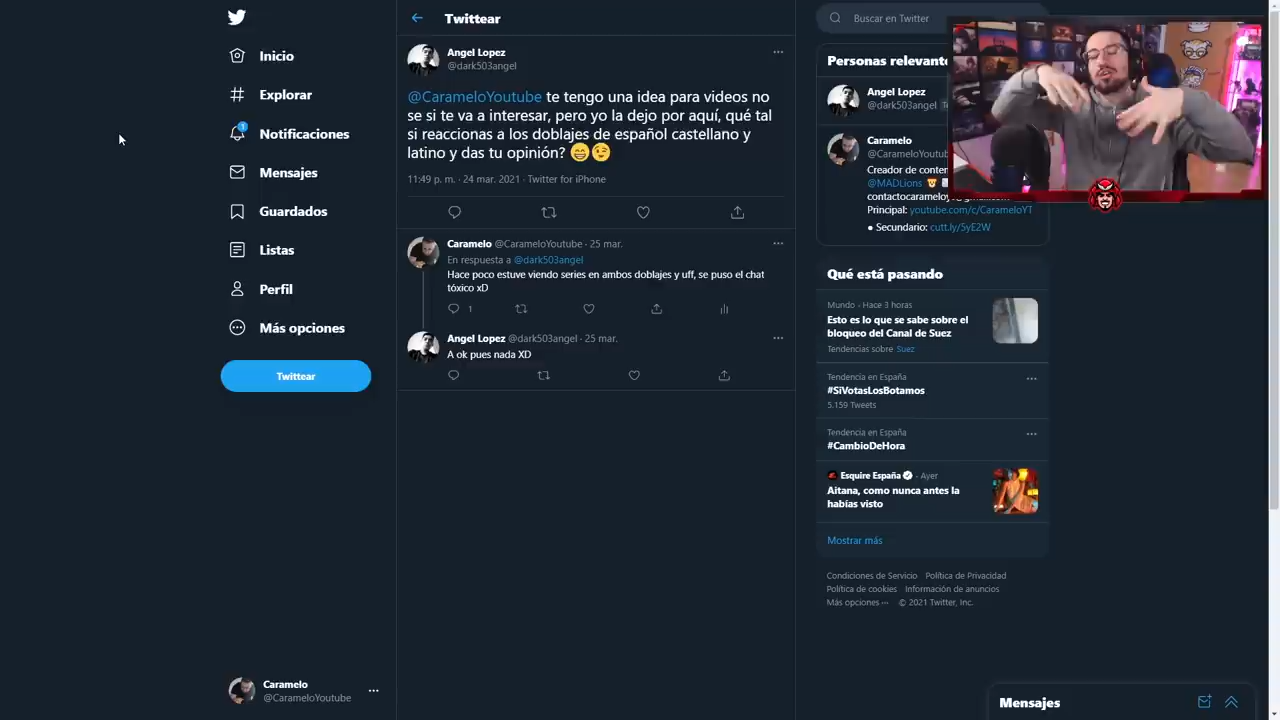 Inicio
Explorar
1
Notificaciones
Mensajes
Guardados
Listas
Perfil
Más opciones
Twittear
Caramelo
@CarameloYoutube
Twittear
Angel Lopez
@dark503angel
@CarameloYoutube te tengo una idea para videos no
se si te va a interesar, pero yo la dejo por aquí, qué tal
si reaccionas a los doblajes de español castellano y
latino y das tu opinión? 😁😉
11:49 p. m. · 24 mar. 2021 · Twitter for iPhone
Caramelo @CarameloYoutube · 25 mar.
En respuesta a @dark503angel
Hace poco estuve viendo series en ambos doblajes y uff, se puso el chat
tóxico xD
1
Angel Lopez @dark503angel · 25 mar.
A ok pues nada XD
Buscar en Twitter
Personas
Angel Lopez
@dark503angel
Caramelo
Creador de
@MADLions
Principal: youtube.com/c/CarameloYT
● Secundario: cutt.ly/5yE2W
Qué está pasando
Mundo · Hace 3 horas
Esto es lo que se sabe sobre el
bloqueo del Canal de Suez
Tendencias sobre Suez
Tendencia en España
#SiVotasLosBotamos
5.159 Tweets
Tendencia en España
#CambioDeHora
Esquire España · Ayer
Aitana, como nunca antes la
habías visto
Mostrar más
Condiciones de Servicio Política de Privacidad
Política de cookies Información de anuncios
Más opciones ··· © 2021 Twitter, Inc.
Mensajes